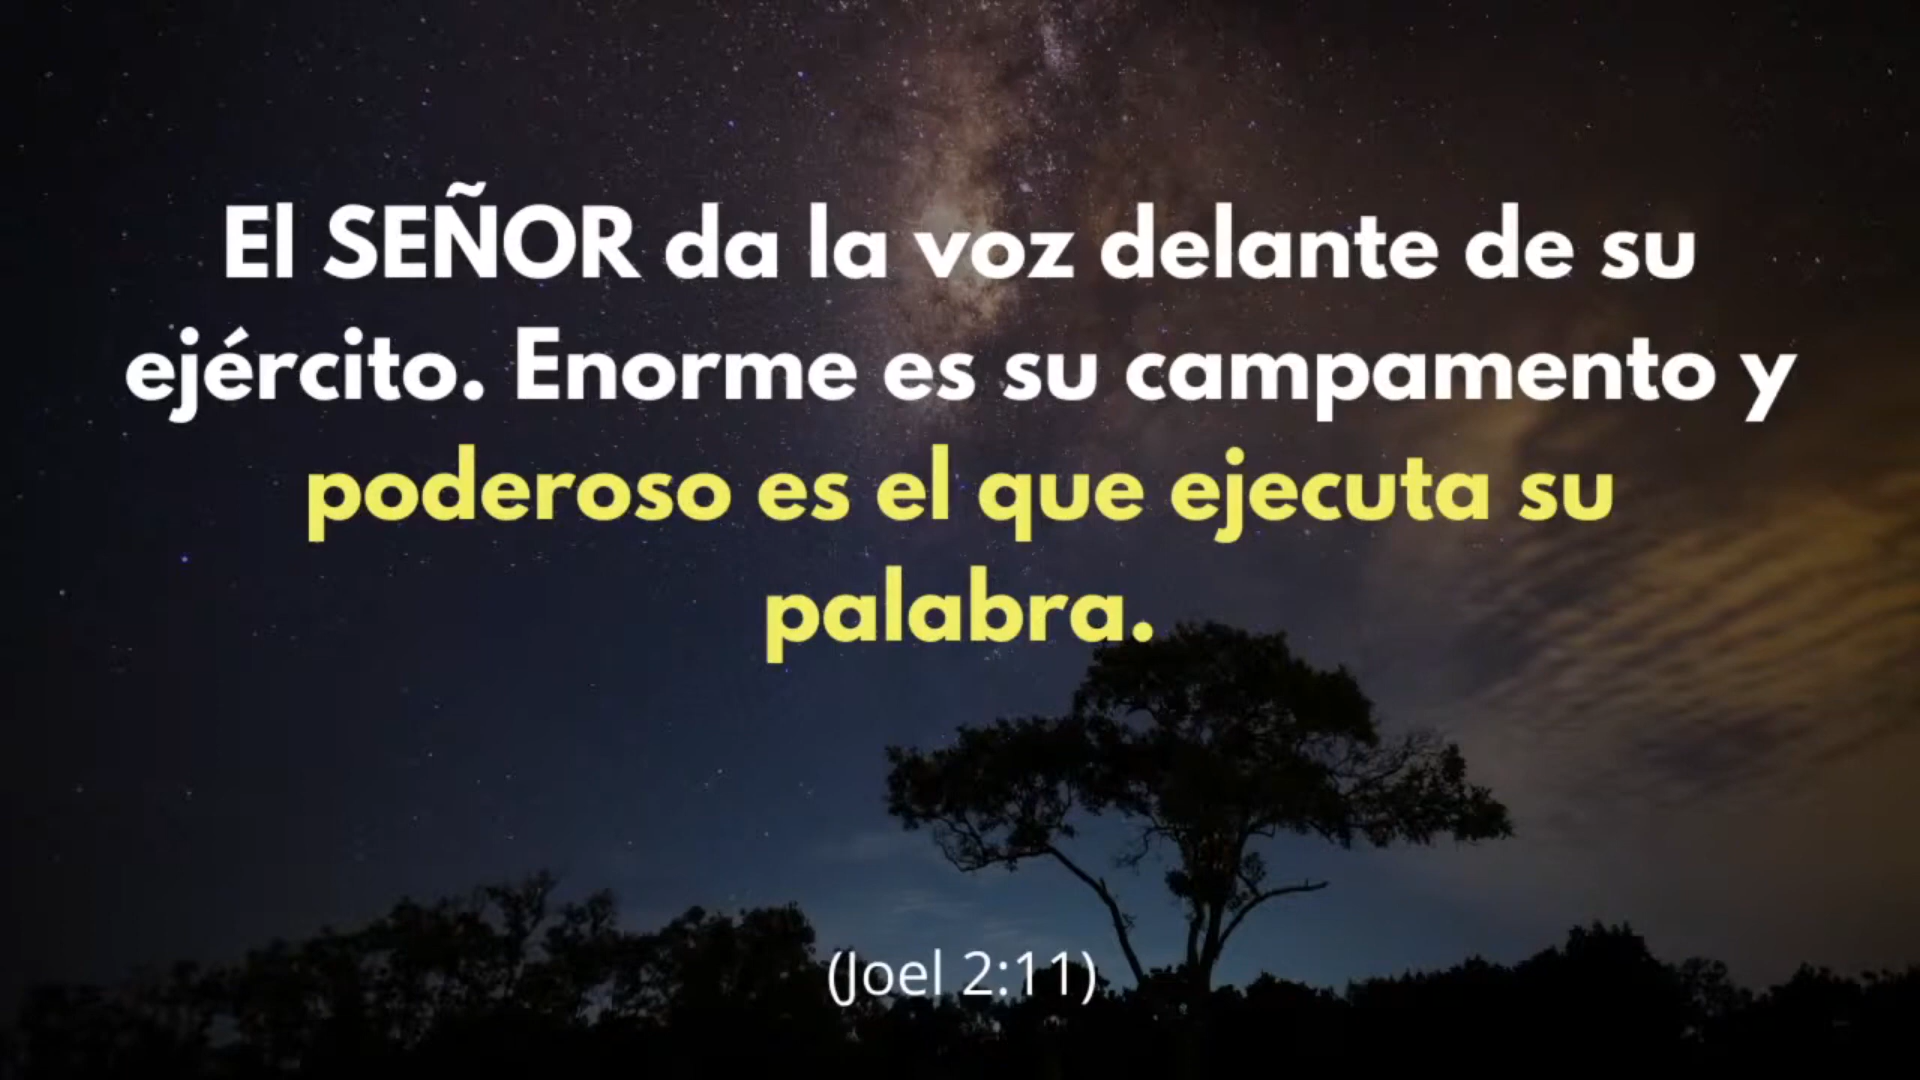 El SEÑOR da la voz delante de su
ejército. Enorme es su campamento y
poderoso es el que ejecuta su
palabra.
(Joel 2:11)